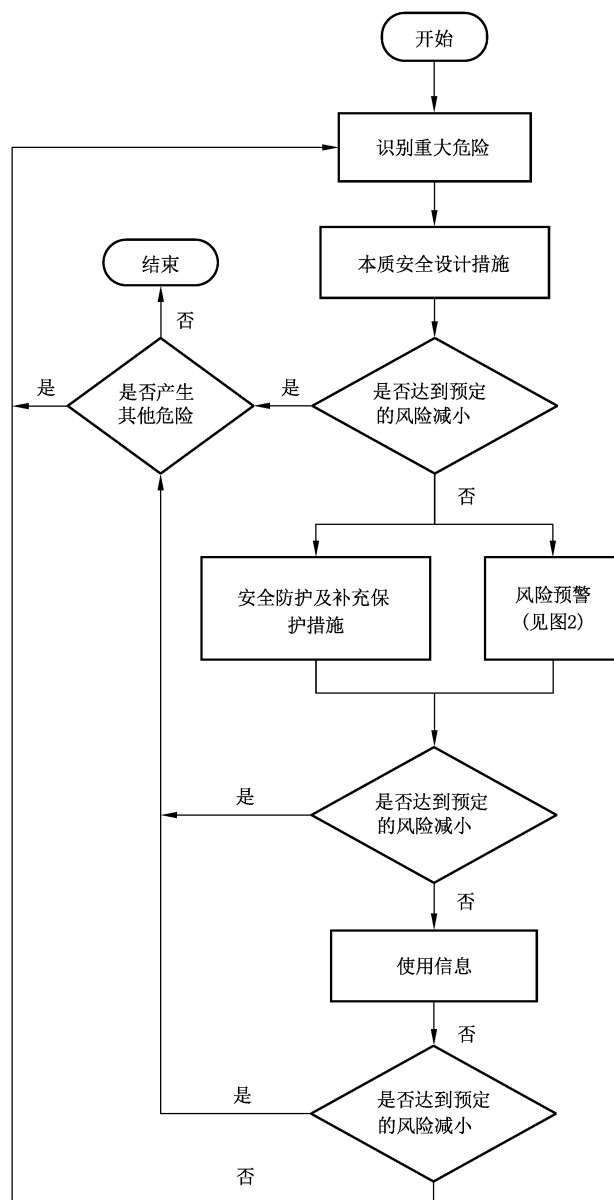 开始
识别重大危险
本质安全设计措施
结束
否
是
是否产生
其他危险
是
是否达到预定
的风险减小
否
安全防护及补充保
护措施
风险预警
(见图2)
是
是否达到预定
的风险减小
否
使用信息
否
是
是否达到预定
的风险减小
否